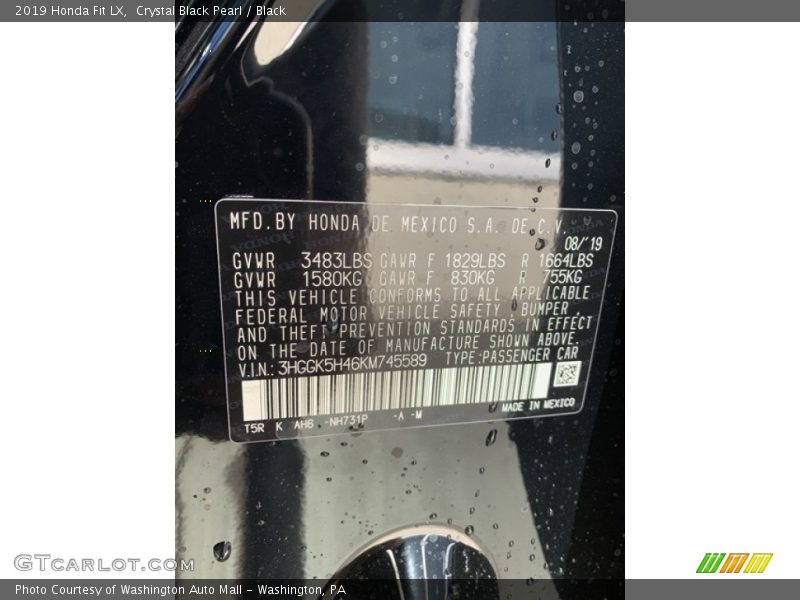 2019 Honda Fit LX,  Crystal Black Pearl / Black
MFD. BY HONDA DE MEXICO S.A. DE C.V.
08/'19
GVWR 3483LBS GAWR F 1829LBS R 1664LBS
GVWR 1580KG GAWR F 830KG R 755KG
THIS VEHICLE CONFORMS TO ALL APPLICABLE
FEDERAL MOTOR VEHICLE SAFETY, BUMPER,
AND THEFT PREVENTION STANDARDS IN EFFECT
ON THE DATE OF MANUFACTURE SHOWN ABOVE.
V.I.N.: 3HGGK5H46KM745589 TYPE:PASSENGER CAR
MADE IN MEXICO
T5R K AH6 -NH731P -A -M
GTcarlot.com
Photo Courtesy of Washington Auto Mall - Washington, PA